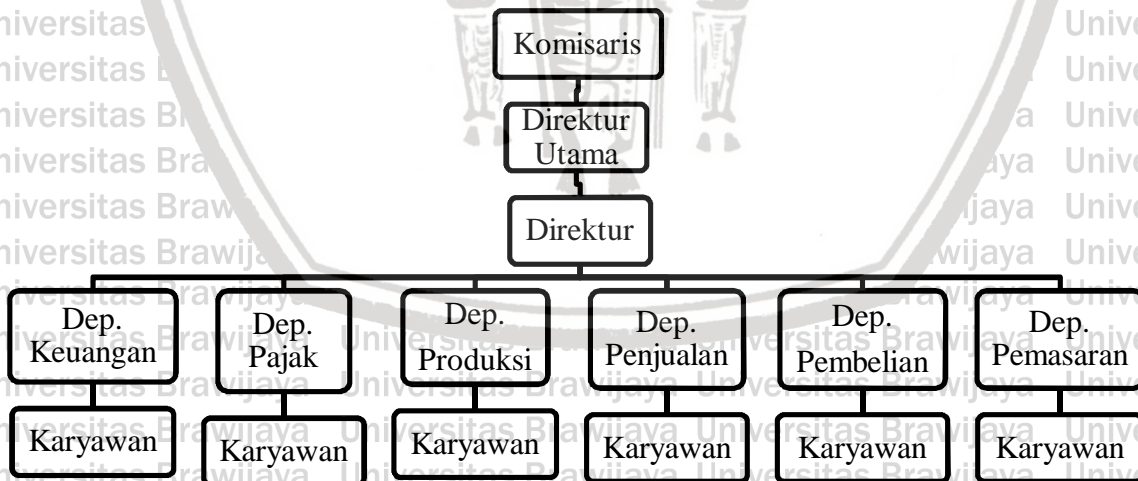 Komisaris
Direktur
Utama
Direktur
Dep.
Keuangan
Dep.
Pajak
Dep.
Produksi
Dep.
Penjualan
Dep.
Pembelian
Dep.
Pemasaran
Karyawan
Karyawan
Karyawan
Karyawan
Karyawan
Karyawan